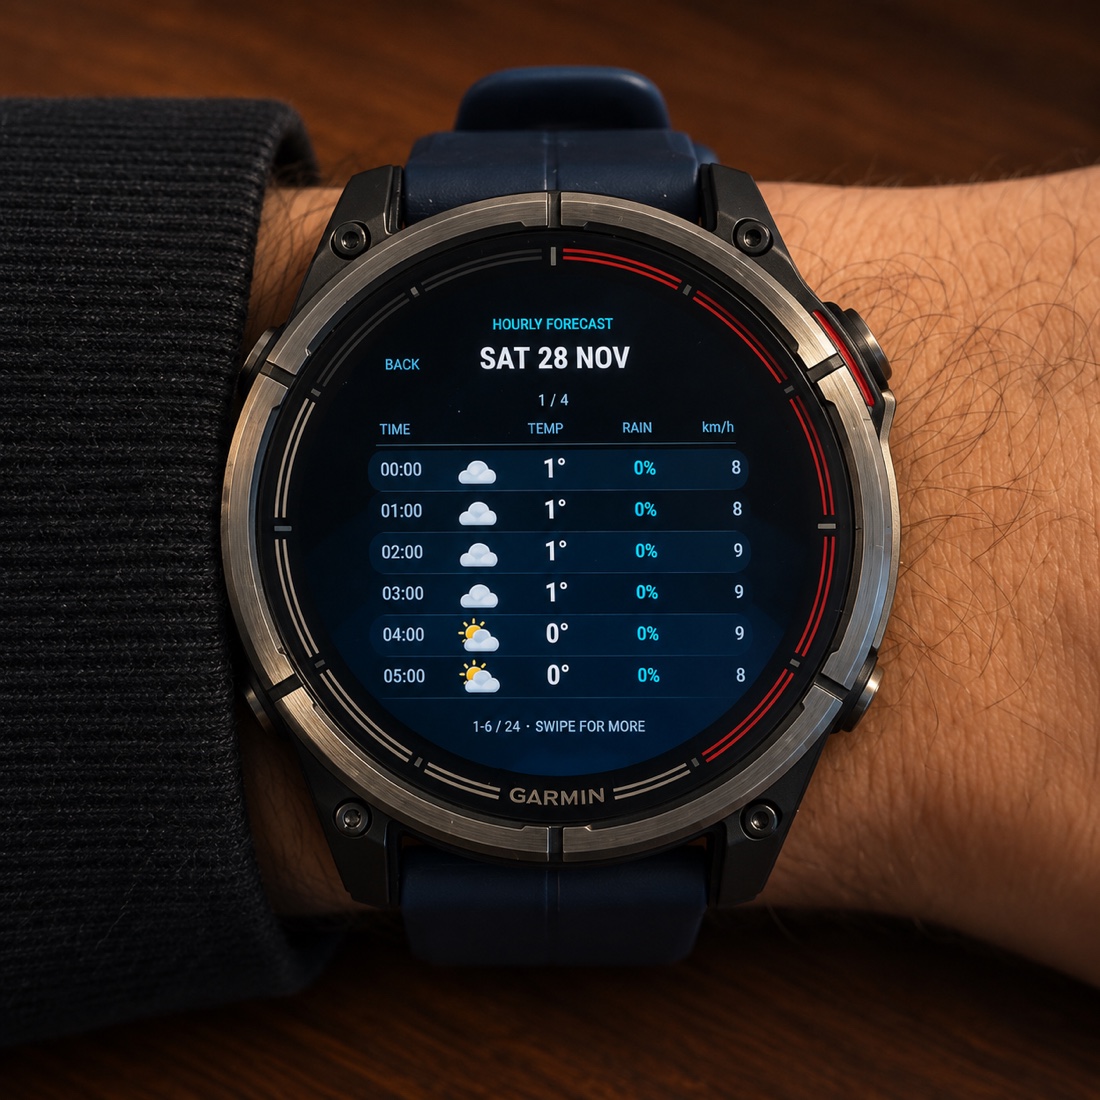 HOURLY FORECAST
SAT 28 NOV
BACK
1 / 4
TIME TEMP RAIN km/h
00:00 1° 0% 8
01:00 1° 0% 8
02:00 1° 0% 9
03:00 1° 0% 9
04:00 0° 0% 9
05:00 0° 0% 8
1-6 / 24 · SWIPE FOR MORE
GARMIN